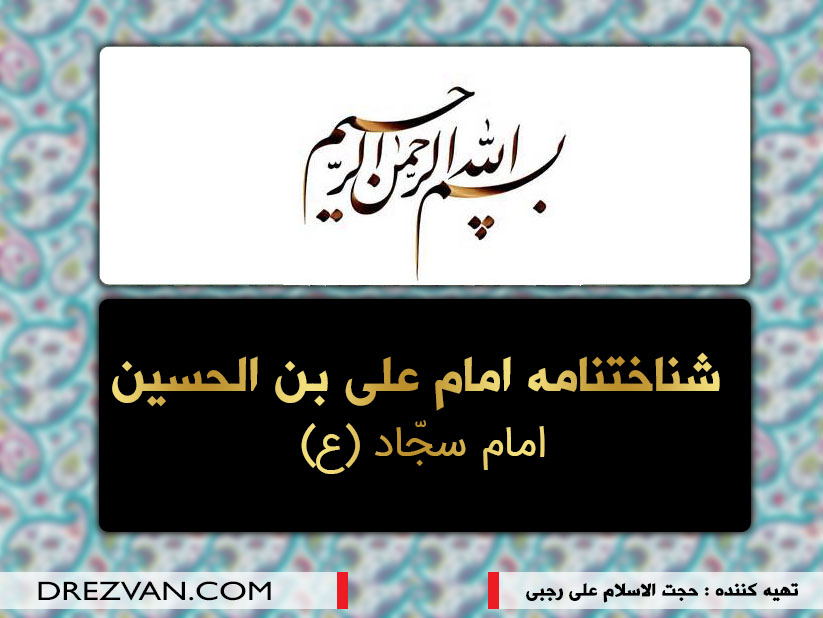 بسم الله الرحمن الرحیم
شناختنامه امام علی بن الحسین
امام سجّاد (ع)
تهیه کننده : حجت الاسلام علی رجبی
DREZVAN.COM